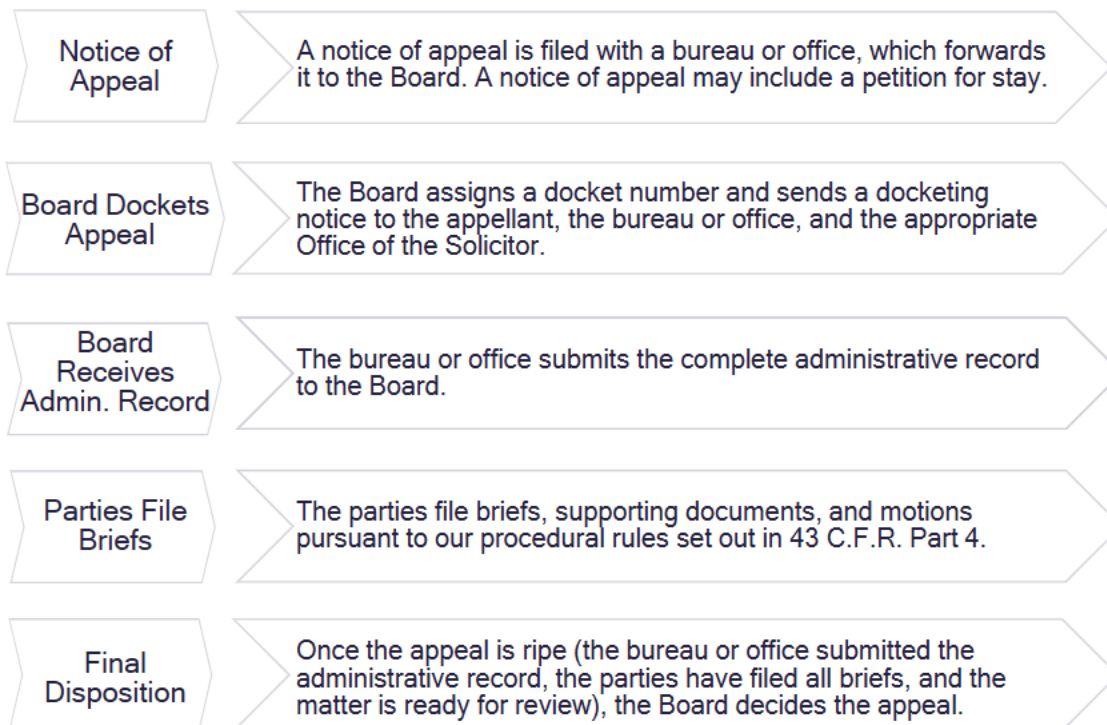 Notice of
Appeal
A notice of appeal is filed with a bureau or office, which forwards
it to the Board. A notice of appeal may include a petition for stay.
Board Dockets
Appeal
The Board assigns a docket number and sends a docketing
notice to the appellant, the bureau or office, and the appropriate
Office of the Solicitor.
Board
Receives
Admin. Record
The bureau or office submits the complete administrative record
to the Board.
Parties File
Briefs
The parties file briefs, supporting documents, and motions
pursuant to our procedural rules set out in 43 C.F.R. Part 4.
Final
Disposition
Once the appeal is ripe (the bureau or office submitted the
administrative record, the parties have filed all briefs, and the
matter is ready for review), the Board decides the appeal.